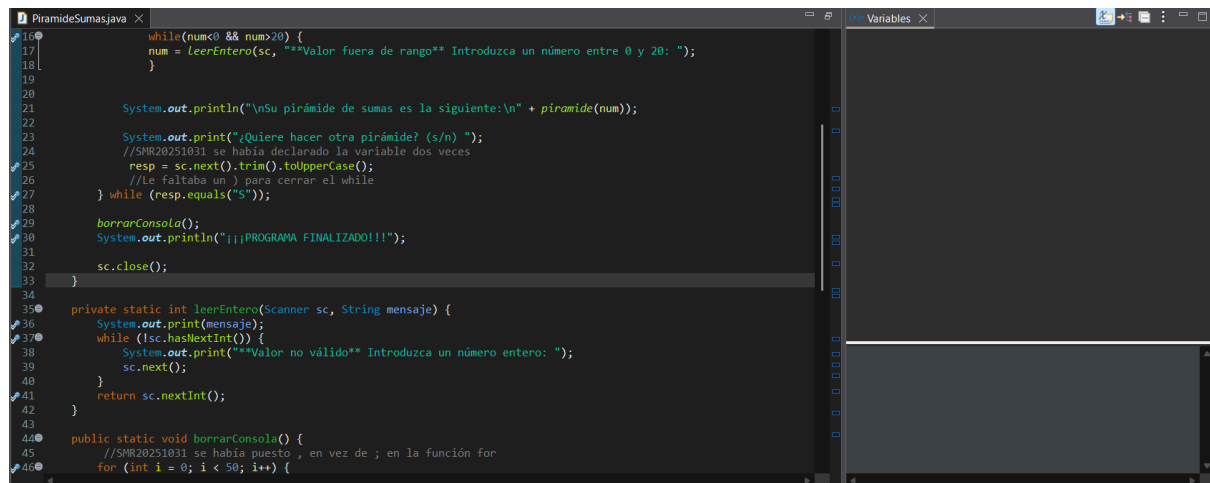 PiramideSumas.java
Variables
16 while(num<0 && num>20) {
17 num = leerEntero(sc, "**Valor fuera de rango** Introduzca un número entre 0 y 20: ");
18 }
19
20
21 System.out.println("\nSu pirámide de sumas es la siguiente:\n" + piramide(num));
22
23 System.out.print("¿Quiere hacer otra pirámide? (s/n) ");
24 //SMR20251031 se había declarado la variable dos veces
25 resp = sc.next().trim().toUpperCase();
26 //Le faltaba un ) para cerrar el while
27 } while (resp.equals("S"));
28
29 borrarConsola();
30 System.out.println("¡¡¡PROGRAMA FINALIZADO!!!");
31
32 sc.close();
33 }
34
35 private static int leerEntero(Scanner sc, String mensaje) {
36 System.out.print(mensaje);
37 while (!sc.hasNextInt()) {
38 System.out.print("**Valor no válido** Introduzca un número entero: ");
39 sc.next();
40 }
41 return sc.nextInt();
42 }
43
44 public static void borrarConsola() {
45 //SMR20251031 se había puesto , en vez de ; en la función for
46 for (int i = 0; i < 50; i++) {